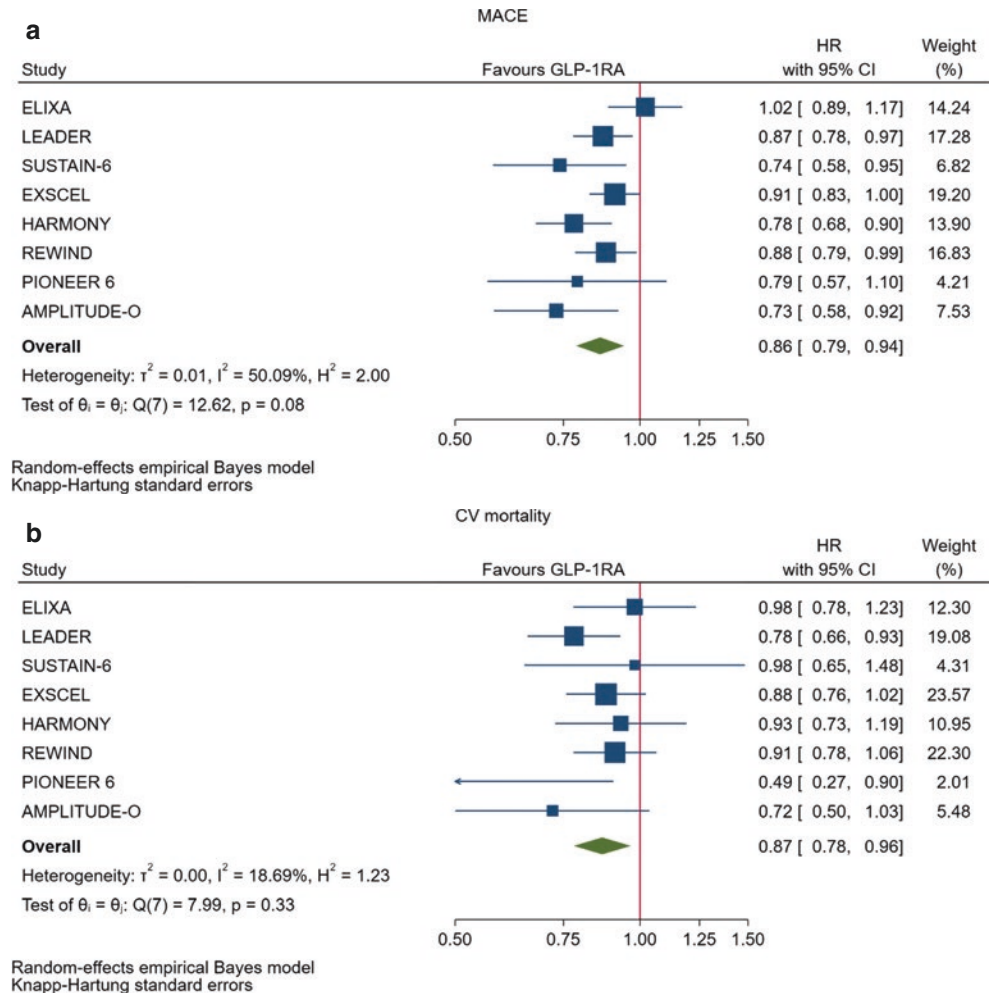 a
MACE
HR Weight
Study Favours GLP-1RA with 95% CI (%)
ELIXA 1.02 [ 0.89, 1.17] 14.24
LEADER 0.87 [ 0.78, 0.97] 17.28
SUSTAIN-6 0.74 [ 0.58, 0.95] 6.82
EXSCEL 0.91 [ 0.83, 1.00] 19.20
HARMONY 0.78 [ 0.68, 0.90] 13.90
REWIND 0.88 [ 0.79, 0.99] 16.83
PIONEER 6 0.79 [ 0.57, 1.10] 4.21
AMPLITUDE-O 0.73 [ 0.58, 0.92] 7.53
Overall 0.86 [ 0.79, 0.94]
Heterogeneity: τ² = 0.01, I² = 50.09%, H² = 2.00
Test of θᵢ = θⱼ: Q(7) = 12.62, p = 0.08
0.50 0.75 1.00 1.25 1.50
Random-effects empirical Bayes model
Knapp-Hartung standard errors
b
CV mortality
HR Weight
Study Favours GLP-1RA with 95% CI (%)
ELIXA 0.98 [ 0.78, 1.23] 12.30
LEADER 0.78 [ 0.66, 0.93] 19.08
SUSTAIN-6 0.98 [ 0.65, 1.48] 4.31
EXSCEL 0.88 [ 0.76, 1.02] 23.57
HARMONY 0.93 [ 0.73, 1.19] 10.95
REWIND 0.91 [ 0.78, 1.06] 22.30
PIONEER 6 0.49 [ 0.27, 0.90] 2.01
AMPLITUDE-O 0.72 [ 0.50, 1.03] 5.48
Overall 0.87 [ 0.78, 0.96]
Heterogeneity: τ² = 0.00, I² = 18.69%, H² = 1.23
Test of θᵢ = θⱼ: Q(7) = 7.99, p = 0.33
0.50 0.75 1.00 1.25 1.50
Random-effects empirical Bayes model
Knapp-Hartung standard errors